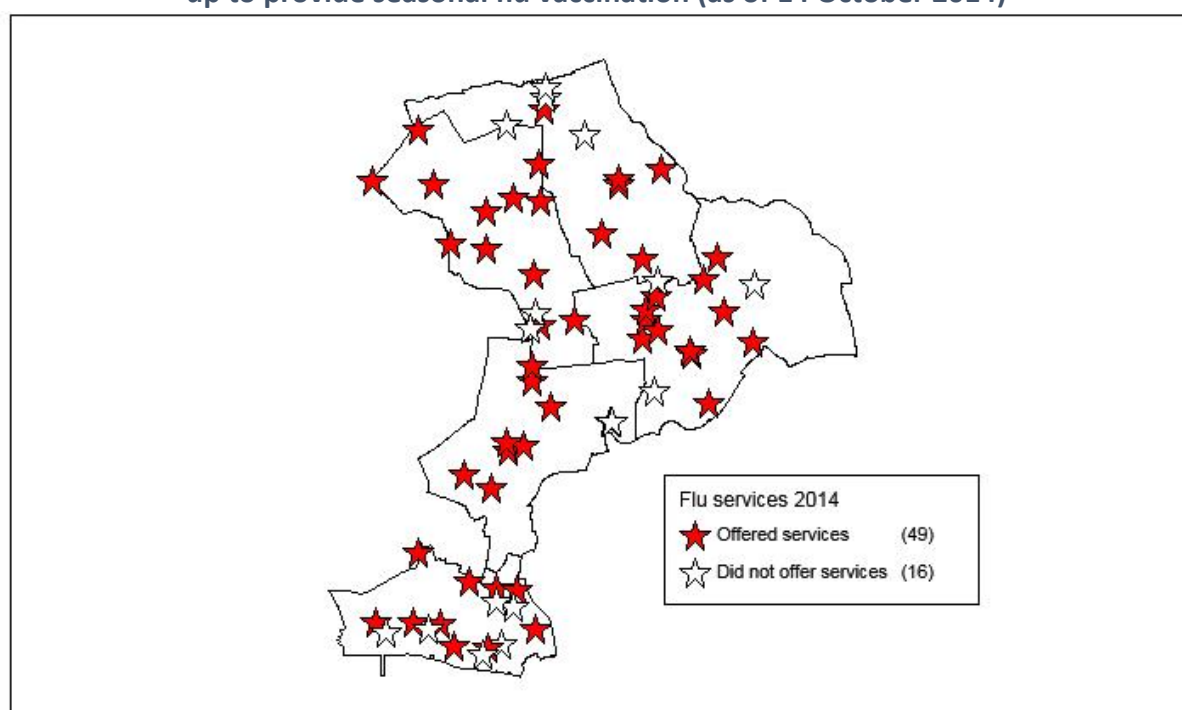 up to provide seasonal flu vaccination (as of 14 October 2014)
Flu services 2014
Offered services (49)
Did not offer services (16)